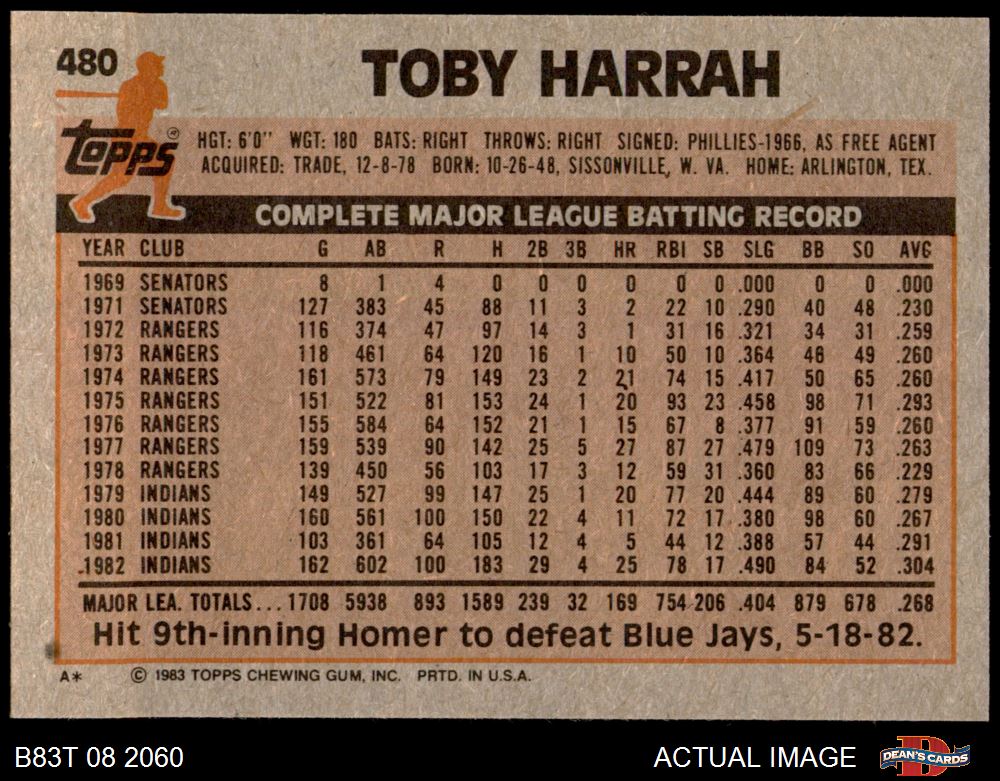 480
TOBY HARRAH
Topps®
HGT: 6'0" WGT: 180 BATS: RIGHT THROWS: RIGHT SIGNED: PHILLIES-1966, AS FREE AGENT
ACQUIRED: TRADE, 12-8-78 BORN: 10-26-48, SISSONVILLE, W. VA. HOME: ARLINGTON, TEX.
COMPLETE MAJOR LEAGUE BATTING RECORD
YEAR CLUB G AB R H 2B 3B HR RBI SB SLG BB SO AVG
1969 SENATORS 8 1 4 0 0 0 0 0 0 .000 0 0 .000
1971 SENATORS 127 383 45 88 11 3 2 22 10 .290 40 48 .230
1972 RANGERS 116 374 47 97 14 3 1 31 16 .321 34 31 .259
1973 RANGERS 118 461 64 120 16 1 10 50 10 .364 46 49 .260
1974 RANGERS 161 573 79 149 23 2 21 74 15 .417 50 65 .260
1975 RANGERS 151 522 81 153 24 1 20 93 23 .458 98 71 .293
1976 RANGERS 155 584 64 152 21 1 15 67 8 .377 91 59 .260
1977 RANGERS 159 539 90 142 25 5 27 87 27 .479 109 73 .263
1978 RANGERS 139 450 56 103 17 3 12 59 31 .360 83 66 .229
1979 INDIANS 149 527 99 147 25 1 20 77 20 .444 89 60 .279
1980 INDIANS 160 561 100 150 22 4 11 72 17 .380 98 60 .267
1981 INDIANS 103 361 64 105 12 4 5 44 12 .388 57 44 .291
1982 INDIANS 162 602 100 183 29 4 25 78 17 .490 84 52 .304
MAJOR LEA. TOTALS... 1708 5938 893 1589 239 32 169 754 206 .404 879 678 .268
Hit 9th-inning Homer to defeat Blue Jays, 5-18-82.
A* © 1983 TOPPS CHEWING GUM, INC. PRTD. IN U.S.A.
B83T 08 2060 ACTUAL IMAGE DEAN'S CARDS